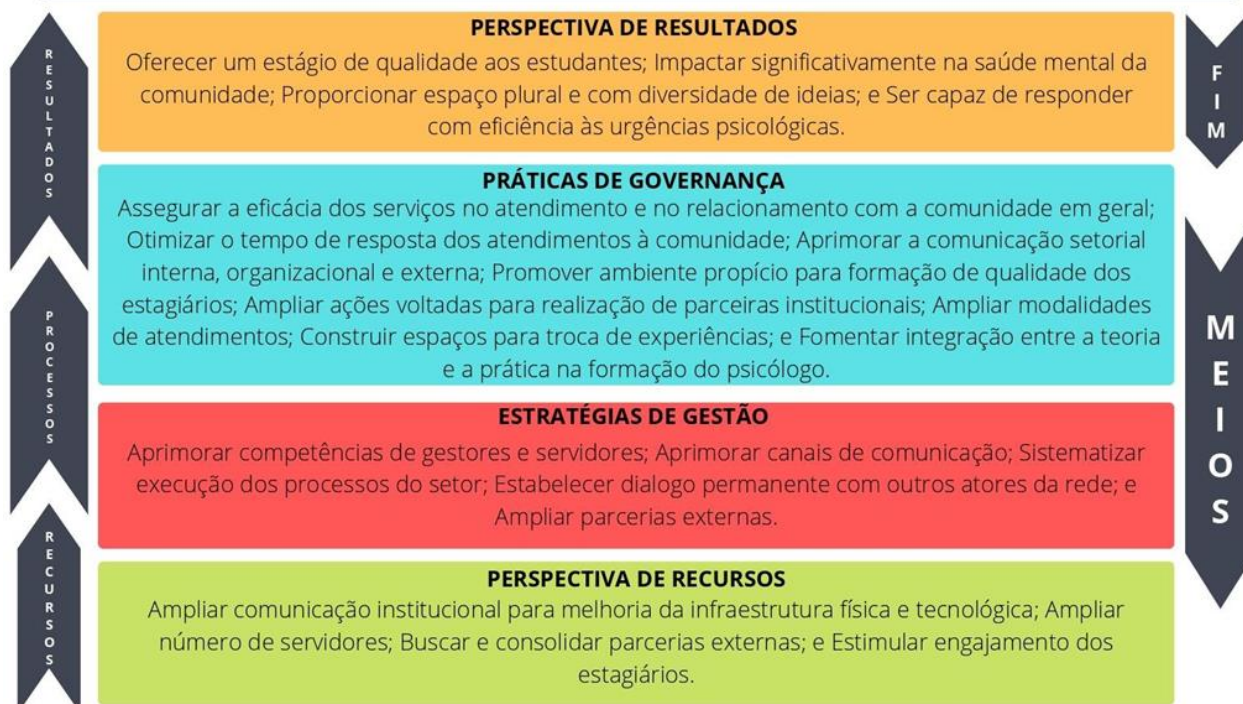 RESULTADOS
PROCESSOS
RECURSOS
PERSPECTIVA DE RESULTADOS
Oferecer um estágio de qualidade aos estudantes; Impactar significativamente na saúde mental da
comunidade; Proporcionar espaço plural e com diversidade de ideias; e Ser capaz de responder
com eficiência às urgências psicológicas.
PRÁTICAS DE GOVERNANÇA
Assegurar a eficácia dos serviços no atendimento e no relacionamento com a comunidade em geral;
Otimizar o tempo de resposta dos atendimentos à comunidade; Aprimorar a comunicação setorial
interna, organizacional e externa; Promover ambiente propício para formação de qualidade dos
estagiários; Ampliar ações voltadas para realização de parceiras institucionais; Ampliar modalidades
de atendimentos; Construir espaços para troca de experiências; e Fomentar integração entre a teoria
e a prática na formação do psicólogo.
ESTRATÉGIAS DE GESTÃO
Aprimorar competências de gestores e servidores; Aprimorar canais de comunicação; Sistematizar
execução dos processos do setor; Estabelecer dialogo permanente com outros atores da rede; e
Ampliar parcerias externas.
PERSPECTIVA DE RECURSOS
Ampliar comunicação institucional para melhoria da infraestrutura física e tecnológica; Ampliar
número de servidores; Buscar e consolidar parcerias externas; e Estimular engajamento dos
estagiários.
FIM
MEIOS